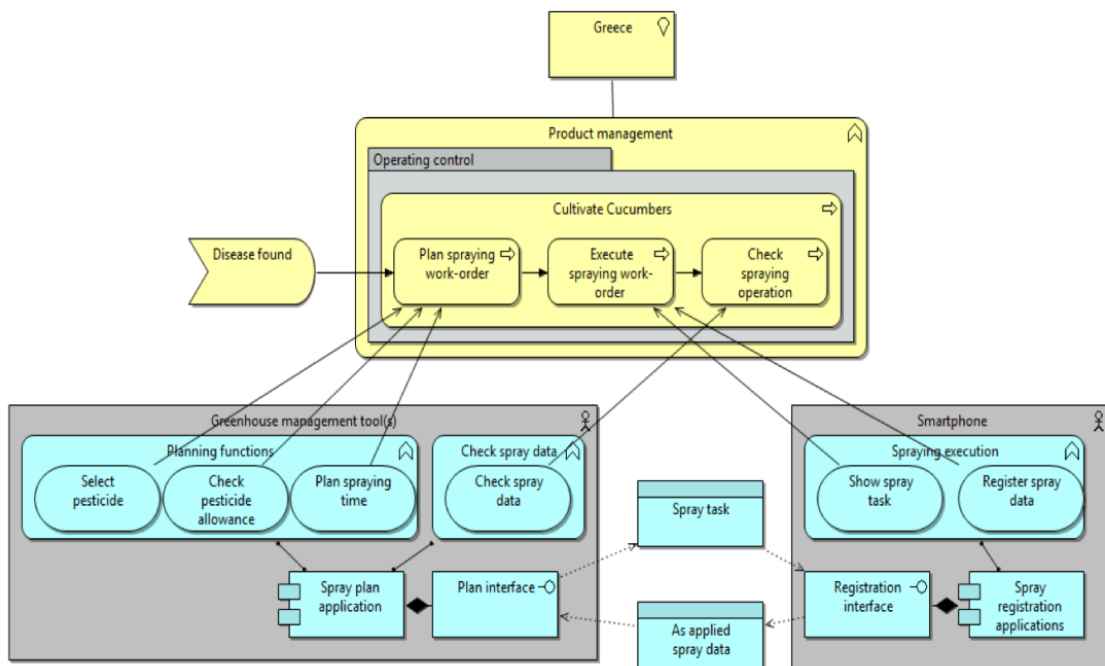 Greece
Product management
Operating control
Cultivate Cucumbers
Disease found
Plan spraying
work-order
Execute
spraying work-
order
Check
spraying
operation
Greenhouse management tool(s)
Planning functions
Select
pesticide
Check
pesticide
allowance
Plan spraying
time
Check spray data
Check spray
data
Spray plan
application
Plan interface
Spray task
As applied
spray data
Smartphone
Spraying execution
Show spray
task
Register spray
data
Registration
interface
Spray
registration
applications